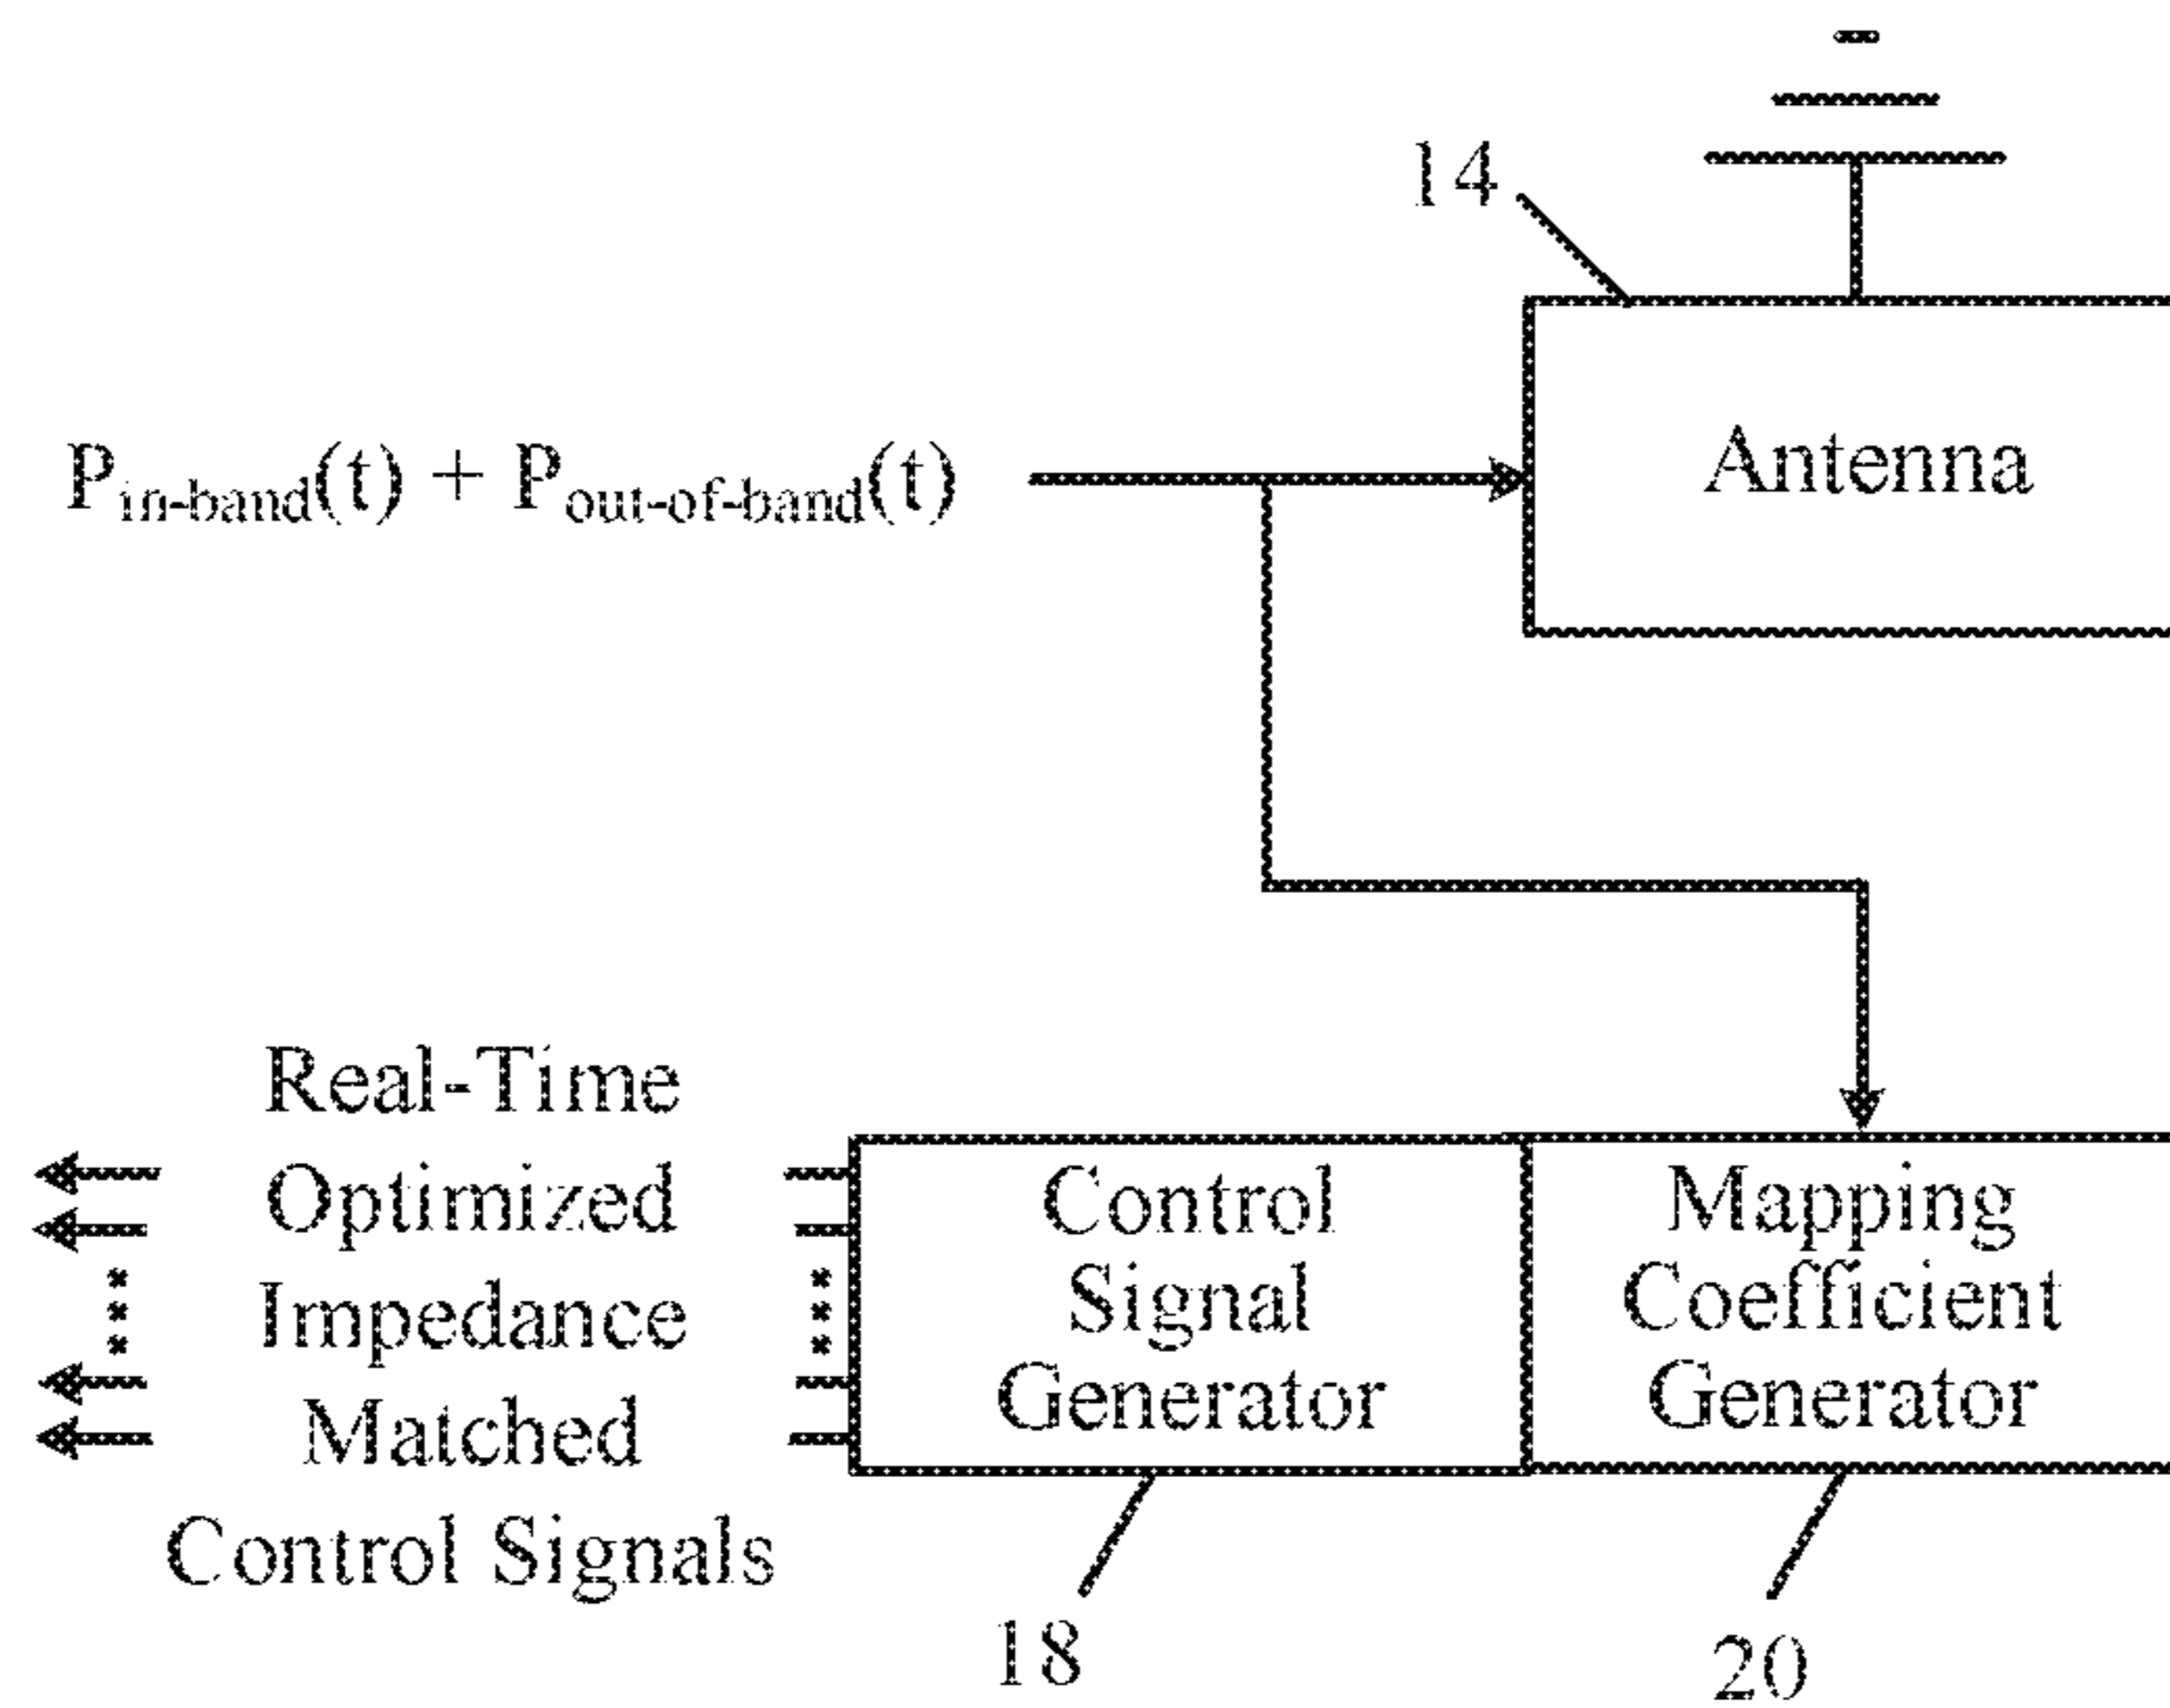 14
P_in-band(t) + P_out-of-band(t)
Antenna
Real-Time
Optimized
Impedance
Matched
Control Signals
Control
Signal
Generator
Mapping
Coefficient
Generator
18
20